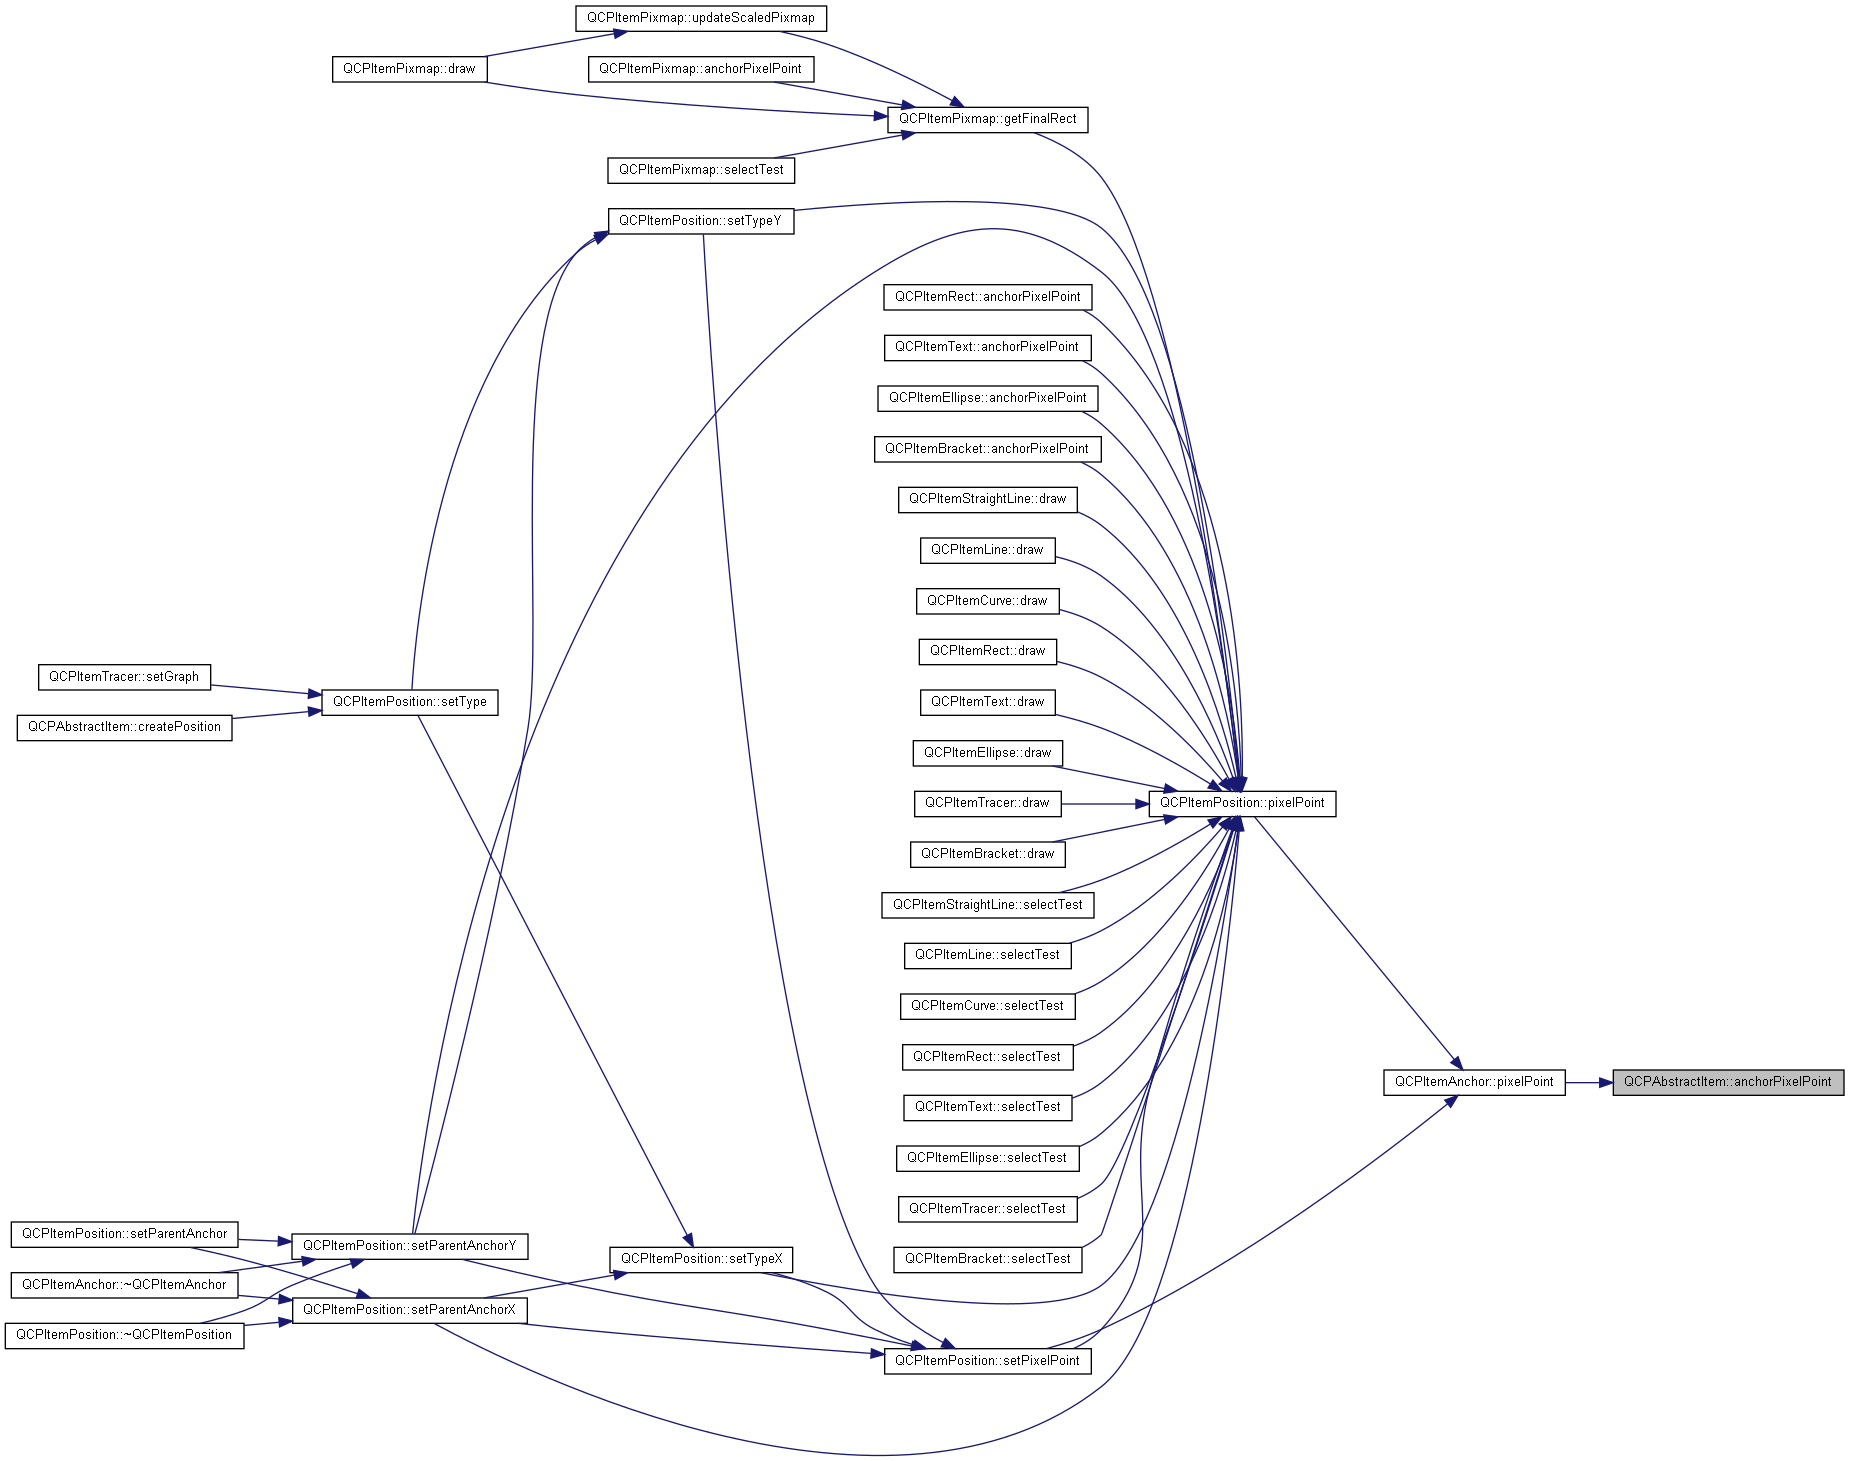 QCPItemPixmap::updateScaledPixmap
QCPItemPixmap::draw
QCPItemPixmap::anchorPixelPoint
QCPItemPixmap::getFinalRect
QCPItemPixmap::selectTest
QCPItemPosition::setTypeY
QCPItemRect::anchorPixelPoint
QCPItemText::anchorPixelPoint
QCPItemEllipse::anchorPixelPoint
QCPItemBracket::anchorPixelPoint
QCPItemStraightLine::draw
QCPItemLine::draw
QCPItemCurve::draw
QCPItemRect::draw
QCPItemTracer::setGraph
QCPItemPosition::setType
QCPItemText::draw
QCPAbstractItem::createPosition
QCPItemEllipse::draw
QCPItemTracer::draw
QCPItemPosition::pixelPoint
QCPItemBracket::draw
QCPItemStraightLine::selectTest
QCPItemLine::selectTest
QCPItemCurve::selectTest
QCPItemRect::selectTest
QCPItemAnchor::pixelPoint
QCPAbstractItem::anchorPixelPoint
QCPItemText::selectTest
QCPItemEllipse::selectTest
QCPItemTracer::selectTest
QCPItemPosition::setParentAnchor
QCPItemPosition::setParentAnchorY
QCPItemPosition::setTypeX
QCPItemBracket::selectTest
QCPItemAnchor::~QCPItemAnchor
QCPItemPosition::setParentAnchorX
QCPItemPosition::~QCPItemPosition
QCPItemPosition::setPixelPoint